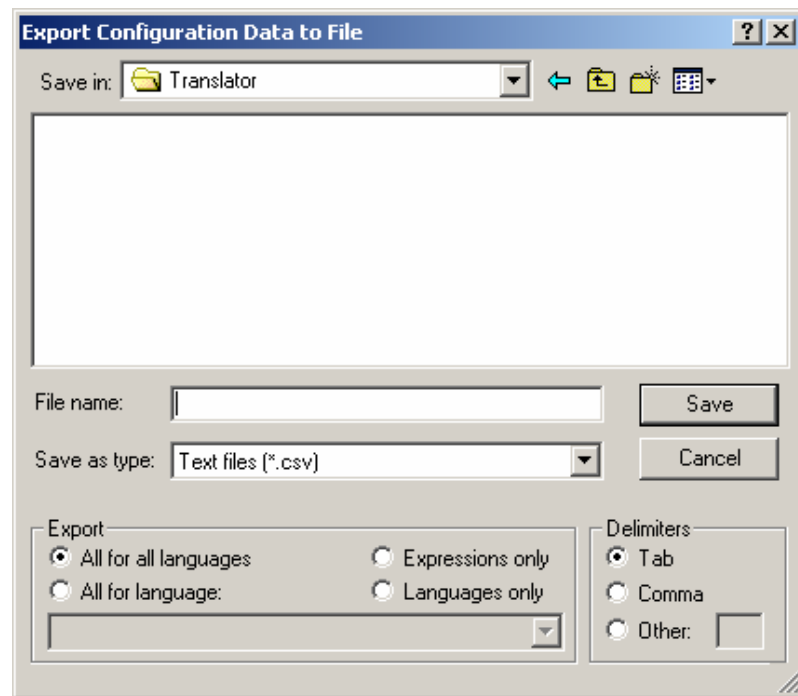 Export Configuration Data to File
Save in: Translator
File name:
Save
Save as type: Text files (*.csv)
Cancel
Export
All for all languages
Expressions only
All for language:
Languages only
Delimiters
Tab
Comma
Other: